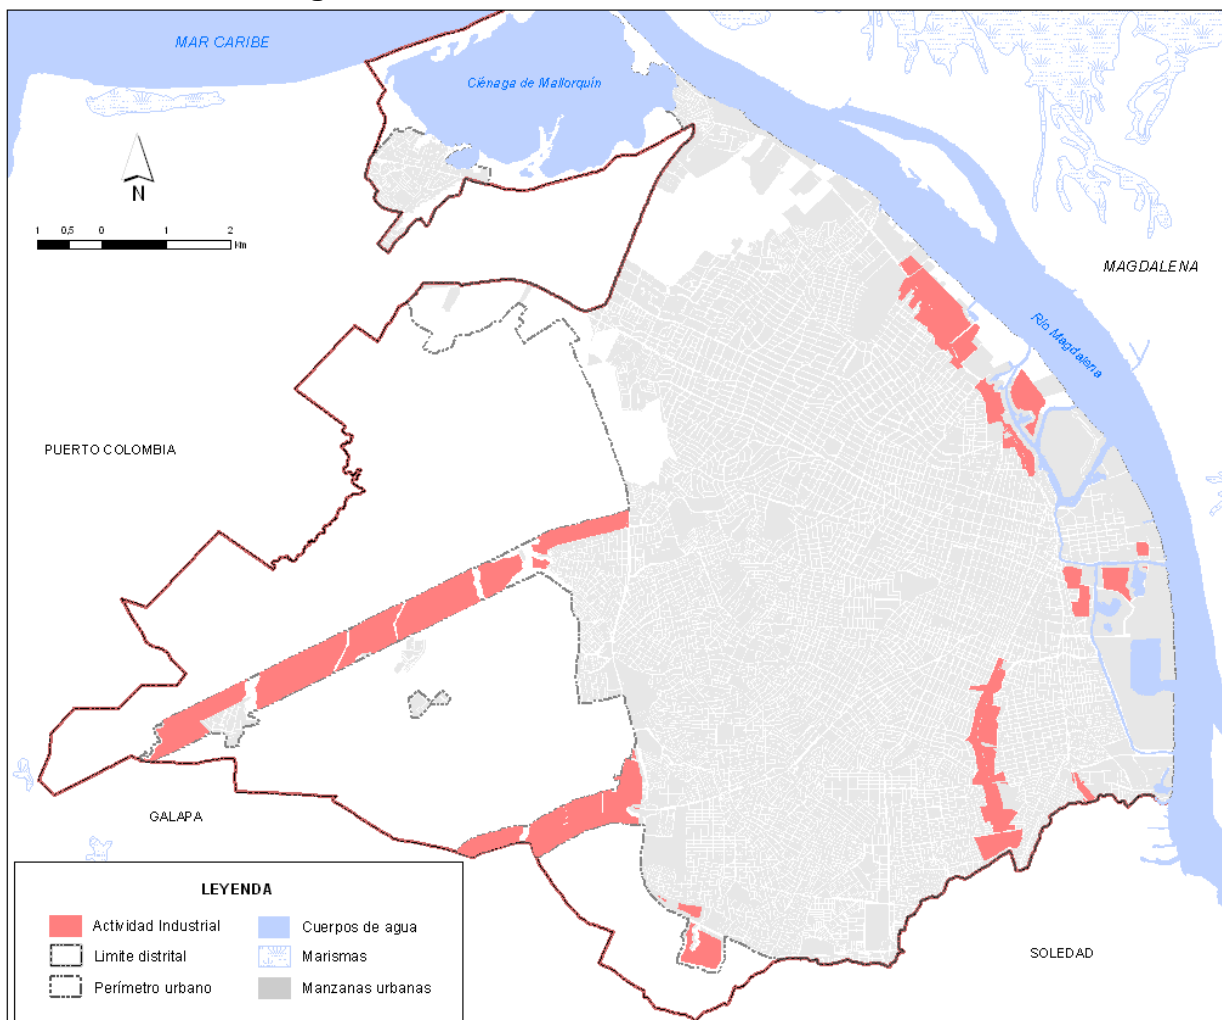 MAR CARIBE
Ciénaga de Mallorquín
N
1 0,5 0 1 2
Km
MAGDALENA
Río Magdalena
PUERTO COLOMBIA
GALAPA
SOLEDAD
LEYENDA
Actividad Industrial
Limite distrital
Perímetro urbano
Cuerpos de agua
Marismas
Manzanas urbanas